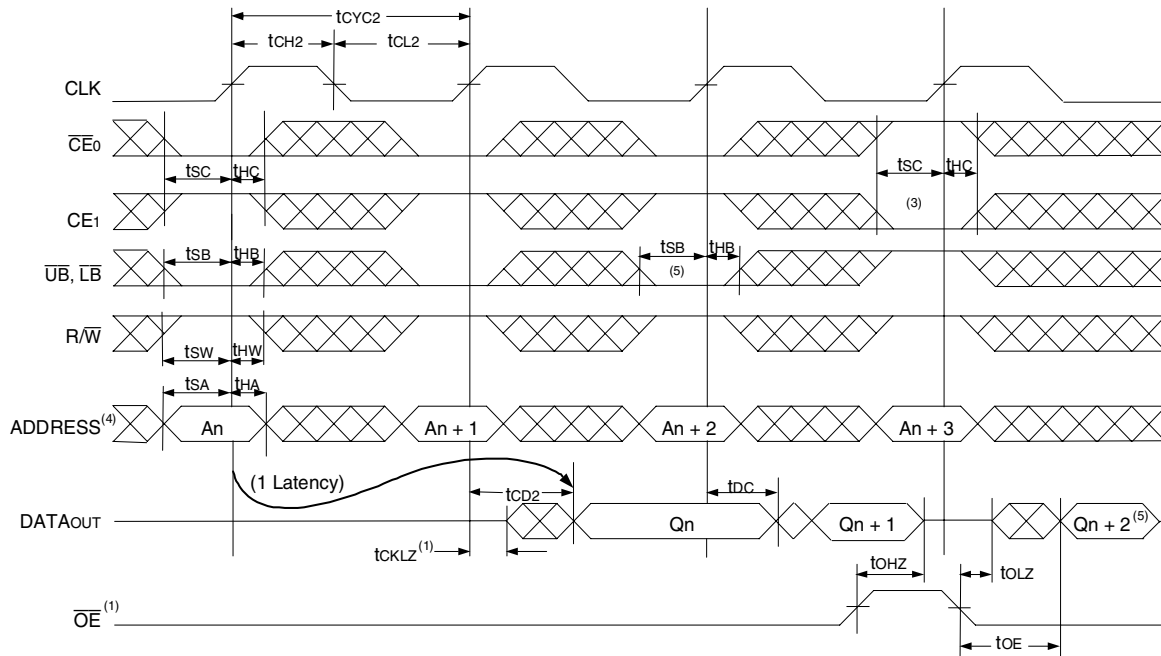 tCYC2
tCH2 tCL2
CLK
CE0
tSC tHC tSC tHC
CE1 (3)
tSB tHB tSB tHB
UB, LB (5)
R/W
tSW tHW
tSA tHA
ADDRESS(4) An An + 1 An + 2 An + 3
(1 Latency) tCD2 tDC
DATAOUT Qn Qn + 1 Qn + 2(5)
tCKLZ(1) tOHZ tOLZ
OE(1)
tOE